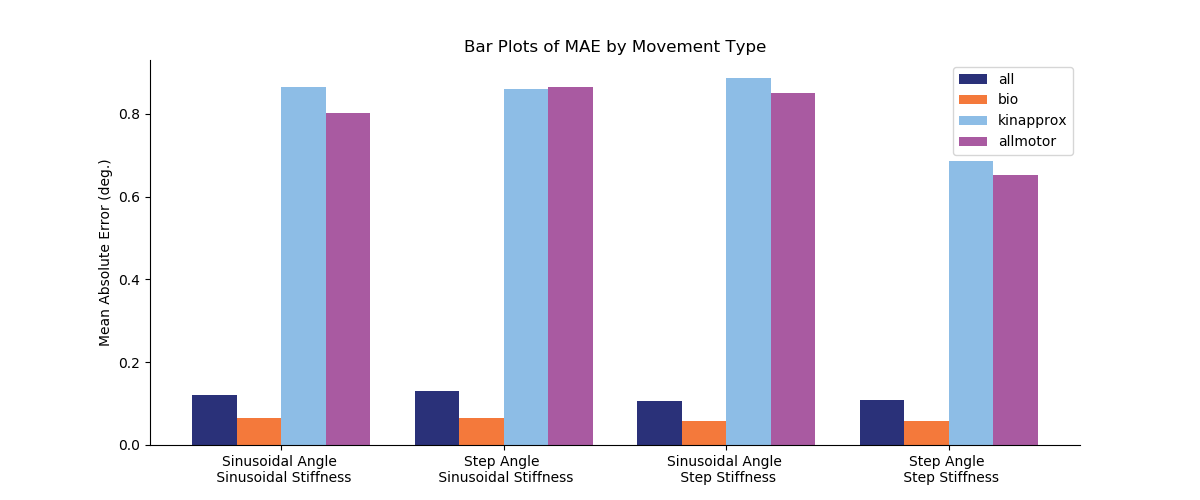 Bar Plots of MAE by Movement Type
Mean Absolute Error (deg.)
0.8
0.6
0.4
0.2
0.0
all
bio
kinapprox
allmotor
Sinusoidal Angle
Sinusoidal Stiffness
Step Angle
Sinusoidal Stiffness
Sinusoidal Angle
Step Stiffness
Step Angle
Step Stiffness